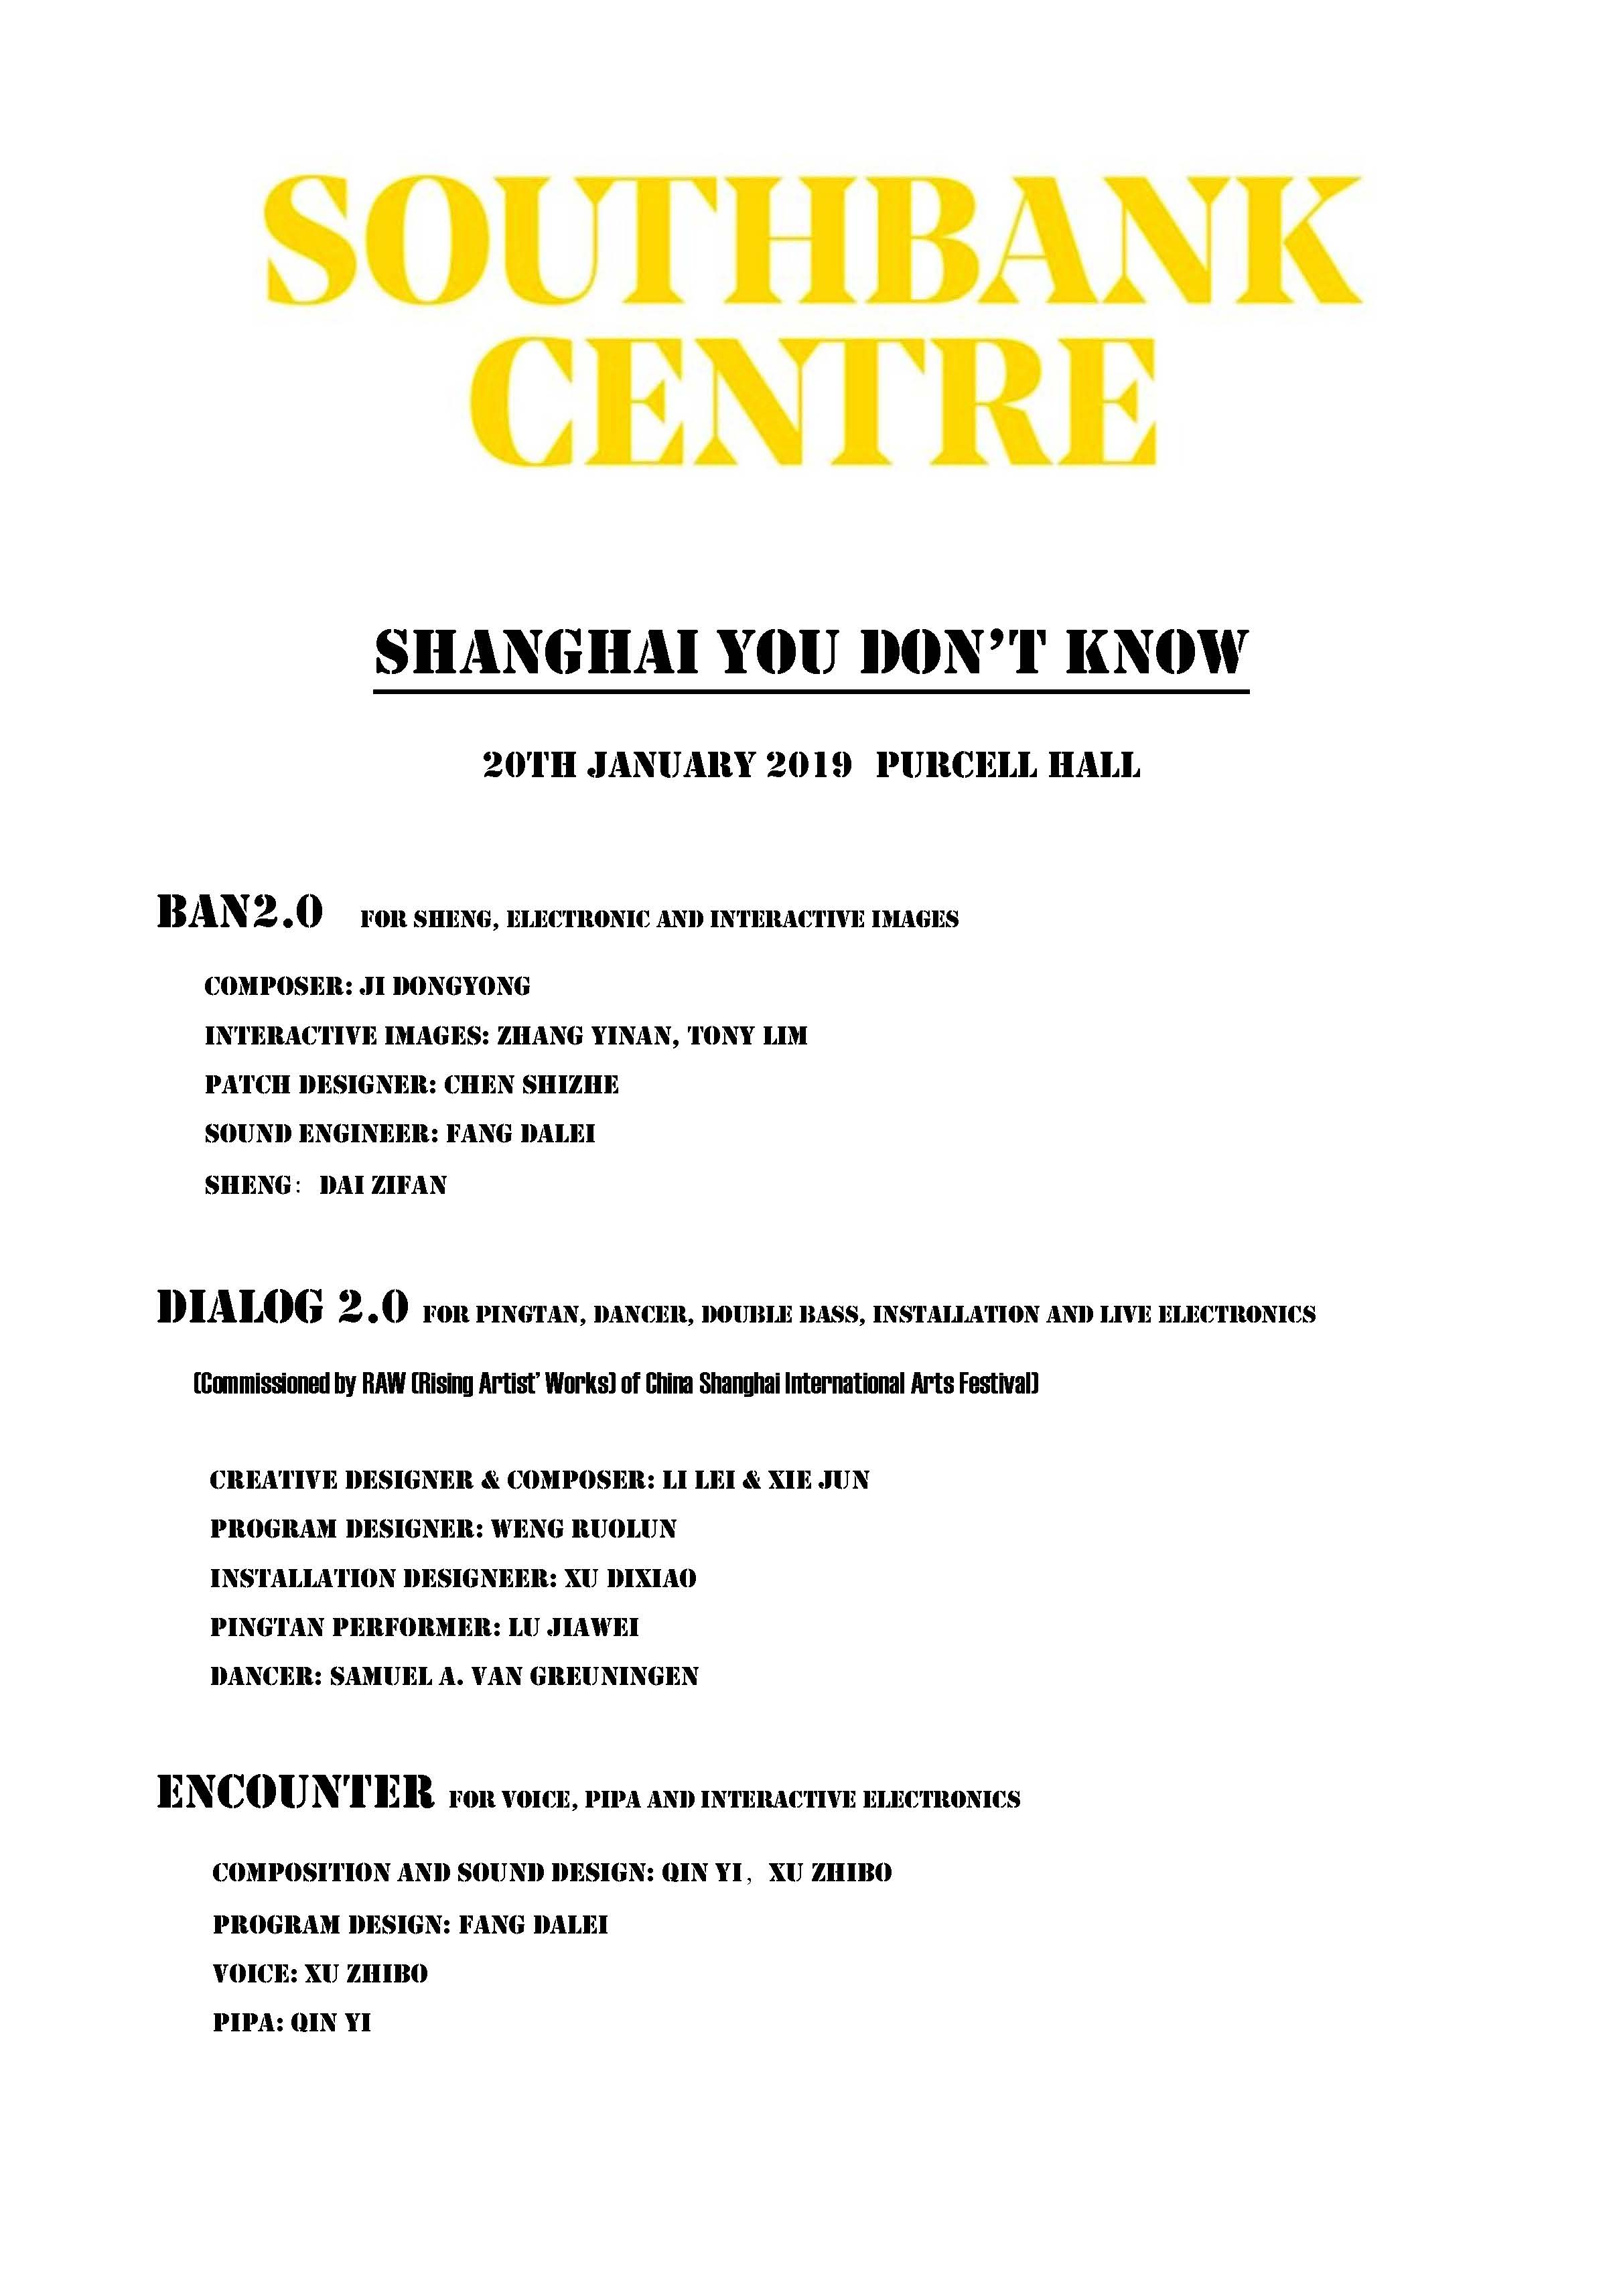 SOUTHBANK
CENTRE
SHANGHAI YOU DON’T KNOW
20TH JANUARY 2019 PURCELL HALL
BAN2.0 FOR SHENG, ELECTRONIC AND INTERACTIVE IMAGES
COMPOSER: JI DONGYONG
INTERACTIVE IMAGES: ZHANG YINAN, TONY LIM
PATCH DESIGNER: CHEN SHIZHE
SOUND ENGINEER: FANG DALEI
SHENG： DAI ZIFAN
DIALOG 2.0 FOR PINGTAN, DANCER, DOUBLE BASS, INSTALLATION AND LIVE ELECTRONICS
(Commissioned by RAW (Rising Artist’ Works) of China Shanghai International Arts Festival)
CREATIVE DESIGNER & COMPOSER: LI LEI & XIE JUN
PROGRAM DESIGNER: WENG RUOLUN
INSTALLATION DESIGNEER: XU DIXIAO
PINGTAN PERFORMER: LU JIAWEI
DANCER: SAMUEL A. VAN GREUNINGEN
ENCOUNTER FOR VOICE, PIPA AND INTERACTIVE ELECTRONICS
COMPOSITION AND SOUND DESIGN: QIN YI，XU ZHIBO
PROGRAM DESIGN: FANG DALEI
VOICE: XU ZHIBO
PIPA: QIN YI